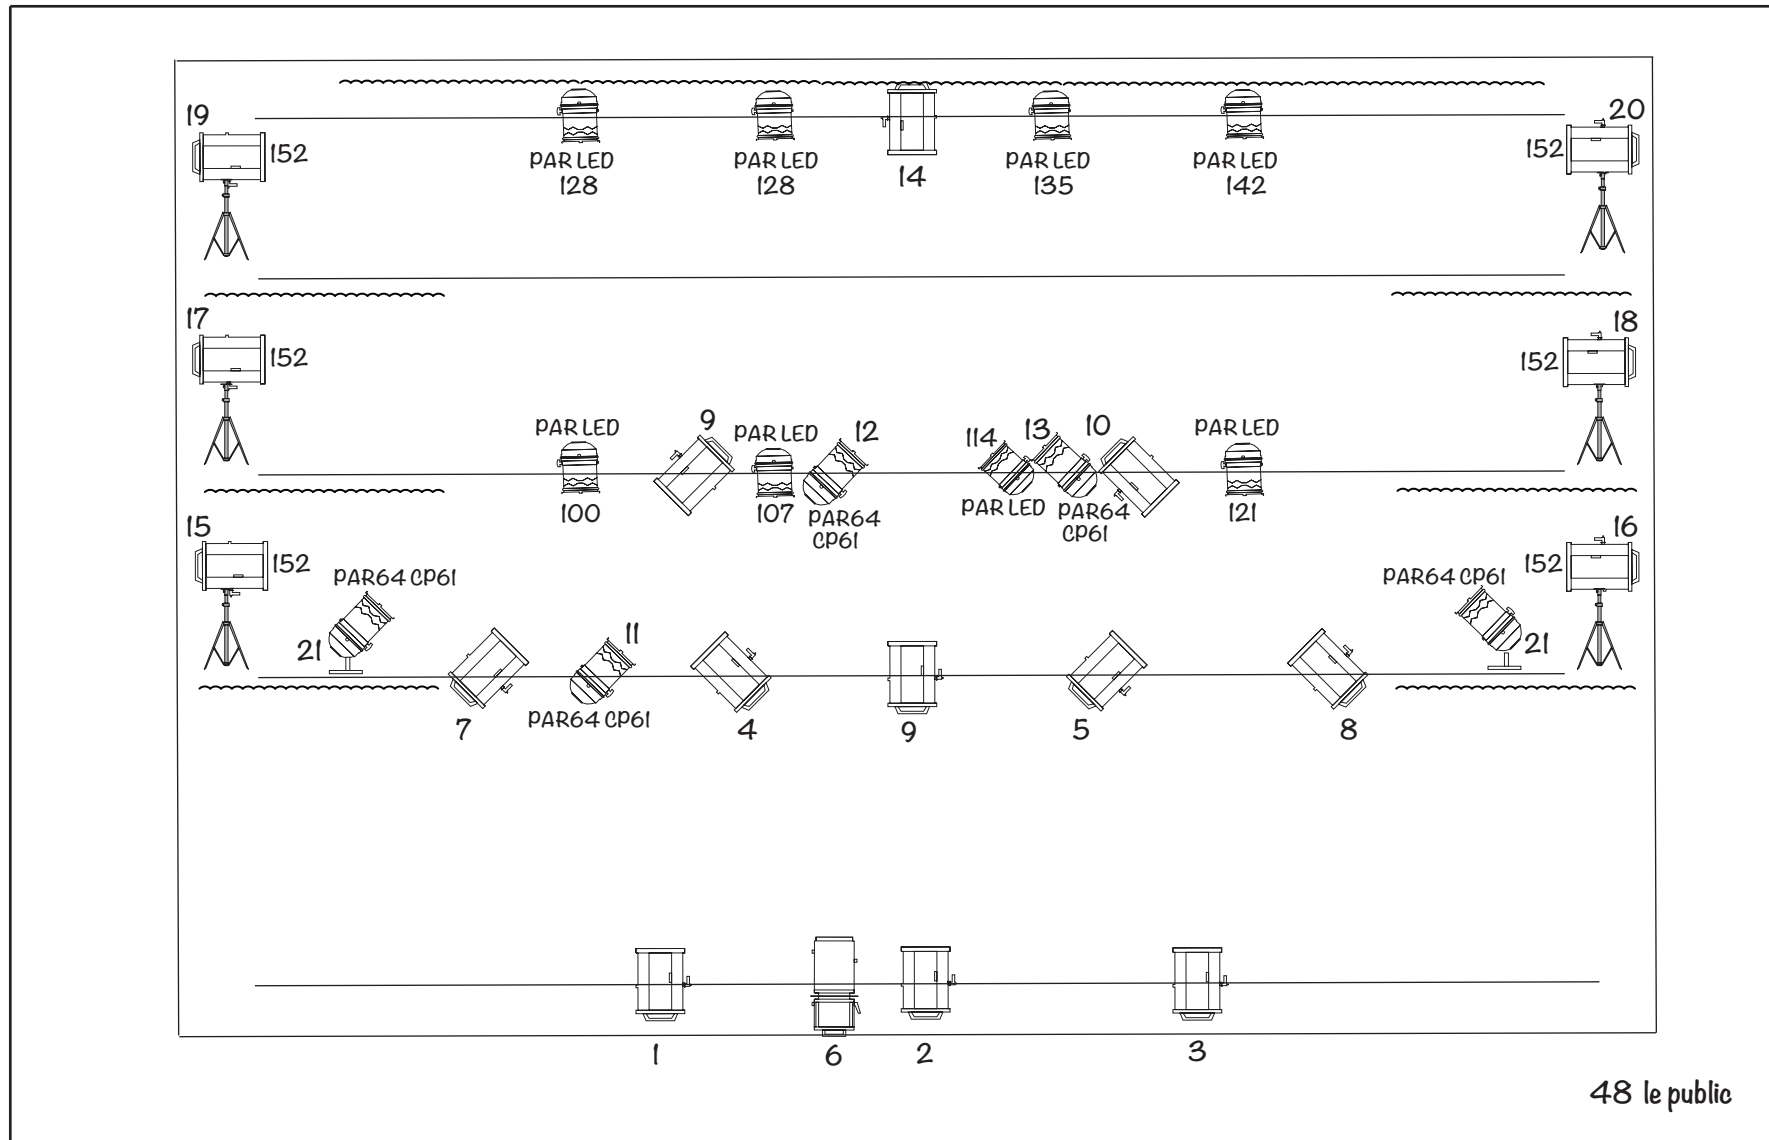 19
20
152
152
PAR LED
PAR LED
14
PAR LED
PAR LED
128
128
135
142
17
18
152
152
PAR LED
9
PAR LED
12
114
13
10
PAR LED
100
107
PAR64
CP61
PAR LED
PAR64
CP61
121
15
16
152
152
PAR64 CP61
PAR64 CP61
21
11
21
7
PAR64 CP61
4
9
5
8
1
6
2
3
48 le public